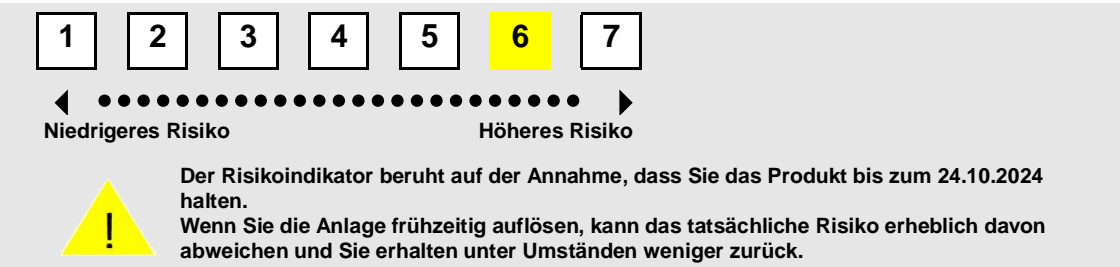 1 2 3 4 5 6 7
Niedrigeres Risiko Höheres Risiko
Der Risikoindikator beruht auf der Annahme, dass Sie das Produkt bis zum 24.10.2024
halten.
Wenn Sie die Anlage frühzeitig auflösen, kann das tatsächliche Risiko erheblich davon
abweichen und Sie erhalten unter Umständen weniger zurück.
!